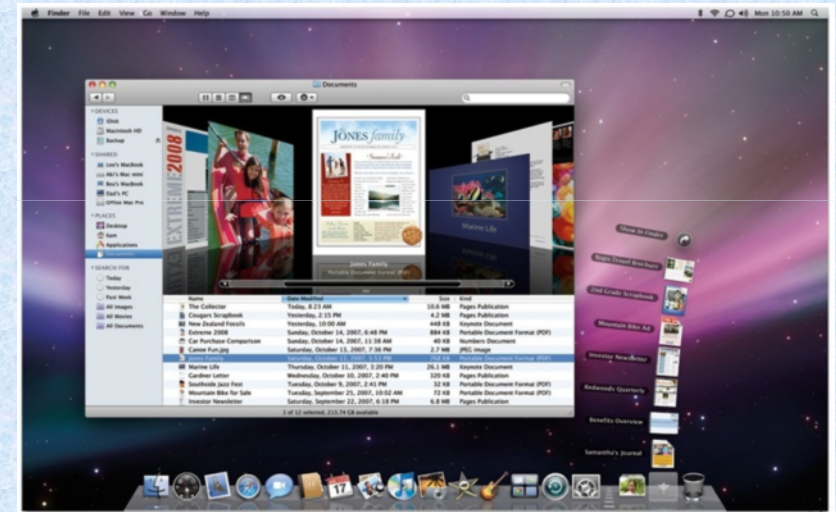 Finder File Edit View Go Window Help
Mon 10:50 AM
Documents
DEVICES
iDisk
Macintosh HD
Backup
SHARED
Lee's MacBook
Aki's Mac mini
Bea's MacBook
Dad's PC
Office Mac Pro
PLACES
Desktop
Kam
Applications
Documents
SEARCH FOR
Today
Yesterday
Past Week
All Images
All Movies
All Documents
EXTREME 2008
JONES family
Marine Life
Jones Family
Portable Document Format (PDF)
Name Date Modified Size Kind
The Collector Today, 8:23 AM 10.6 MB Pages Publication
Cougars Scrapbook Yesterday, 2:15 PM 4.2 MB Pages Publication
New Zealand Fossils Yesterday, 10:00 AM 448 KB Keynote Document
Extreme 2008 Sunday, October 14, 2007, 6:48 PM 884 KB Portable Document Format (PDF)
Car Purchase Comparison Sunday, October 14, 2007, 11:38 AM 40 KB Numbers Document
Canoe Fun.jpg Saturday, October 13, 2007, 7:36 PM 2.7 MB JPEG image
Jones Family Saturday, October 13, 2007, 5:53 PM 768 KB Portable Document Format (PDF)
Marine Life Thursday, October 11, 2007, 3:20 PM 26.1 MB Keynote Document
Gardner Letter Wednesday, October 10, 2007, 2:40 PM 320 KB Pages Publication
Southside Jazz Fest Tuesday, October 9, 2007, 2:41 PM 32 KB Portable Document Format (PDF)
Mountain Bike for Sale Tuesday, September 25, 2007, 10:02 AM 72 KB Portable Document Format (PDF)
Investor Newsletter Saturday, September 22, 2007, 6:18 PM 6.8 MB Pages Publication
1 of 12 selected, 213.74 GB available
Show in Finder
Napa Travel Brochure
2nd Grade Scrapbook
Mountain Bike Ad
Investor Newsletter
Redwoods Quarterly
Benefits Overview
Samantha's Journal
17